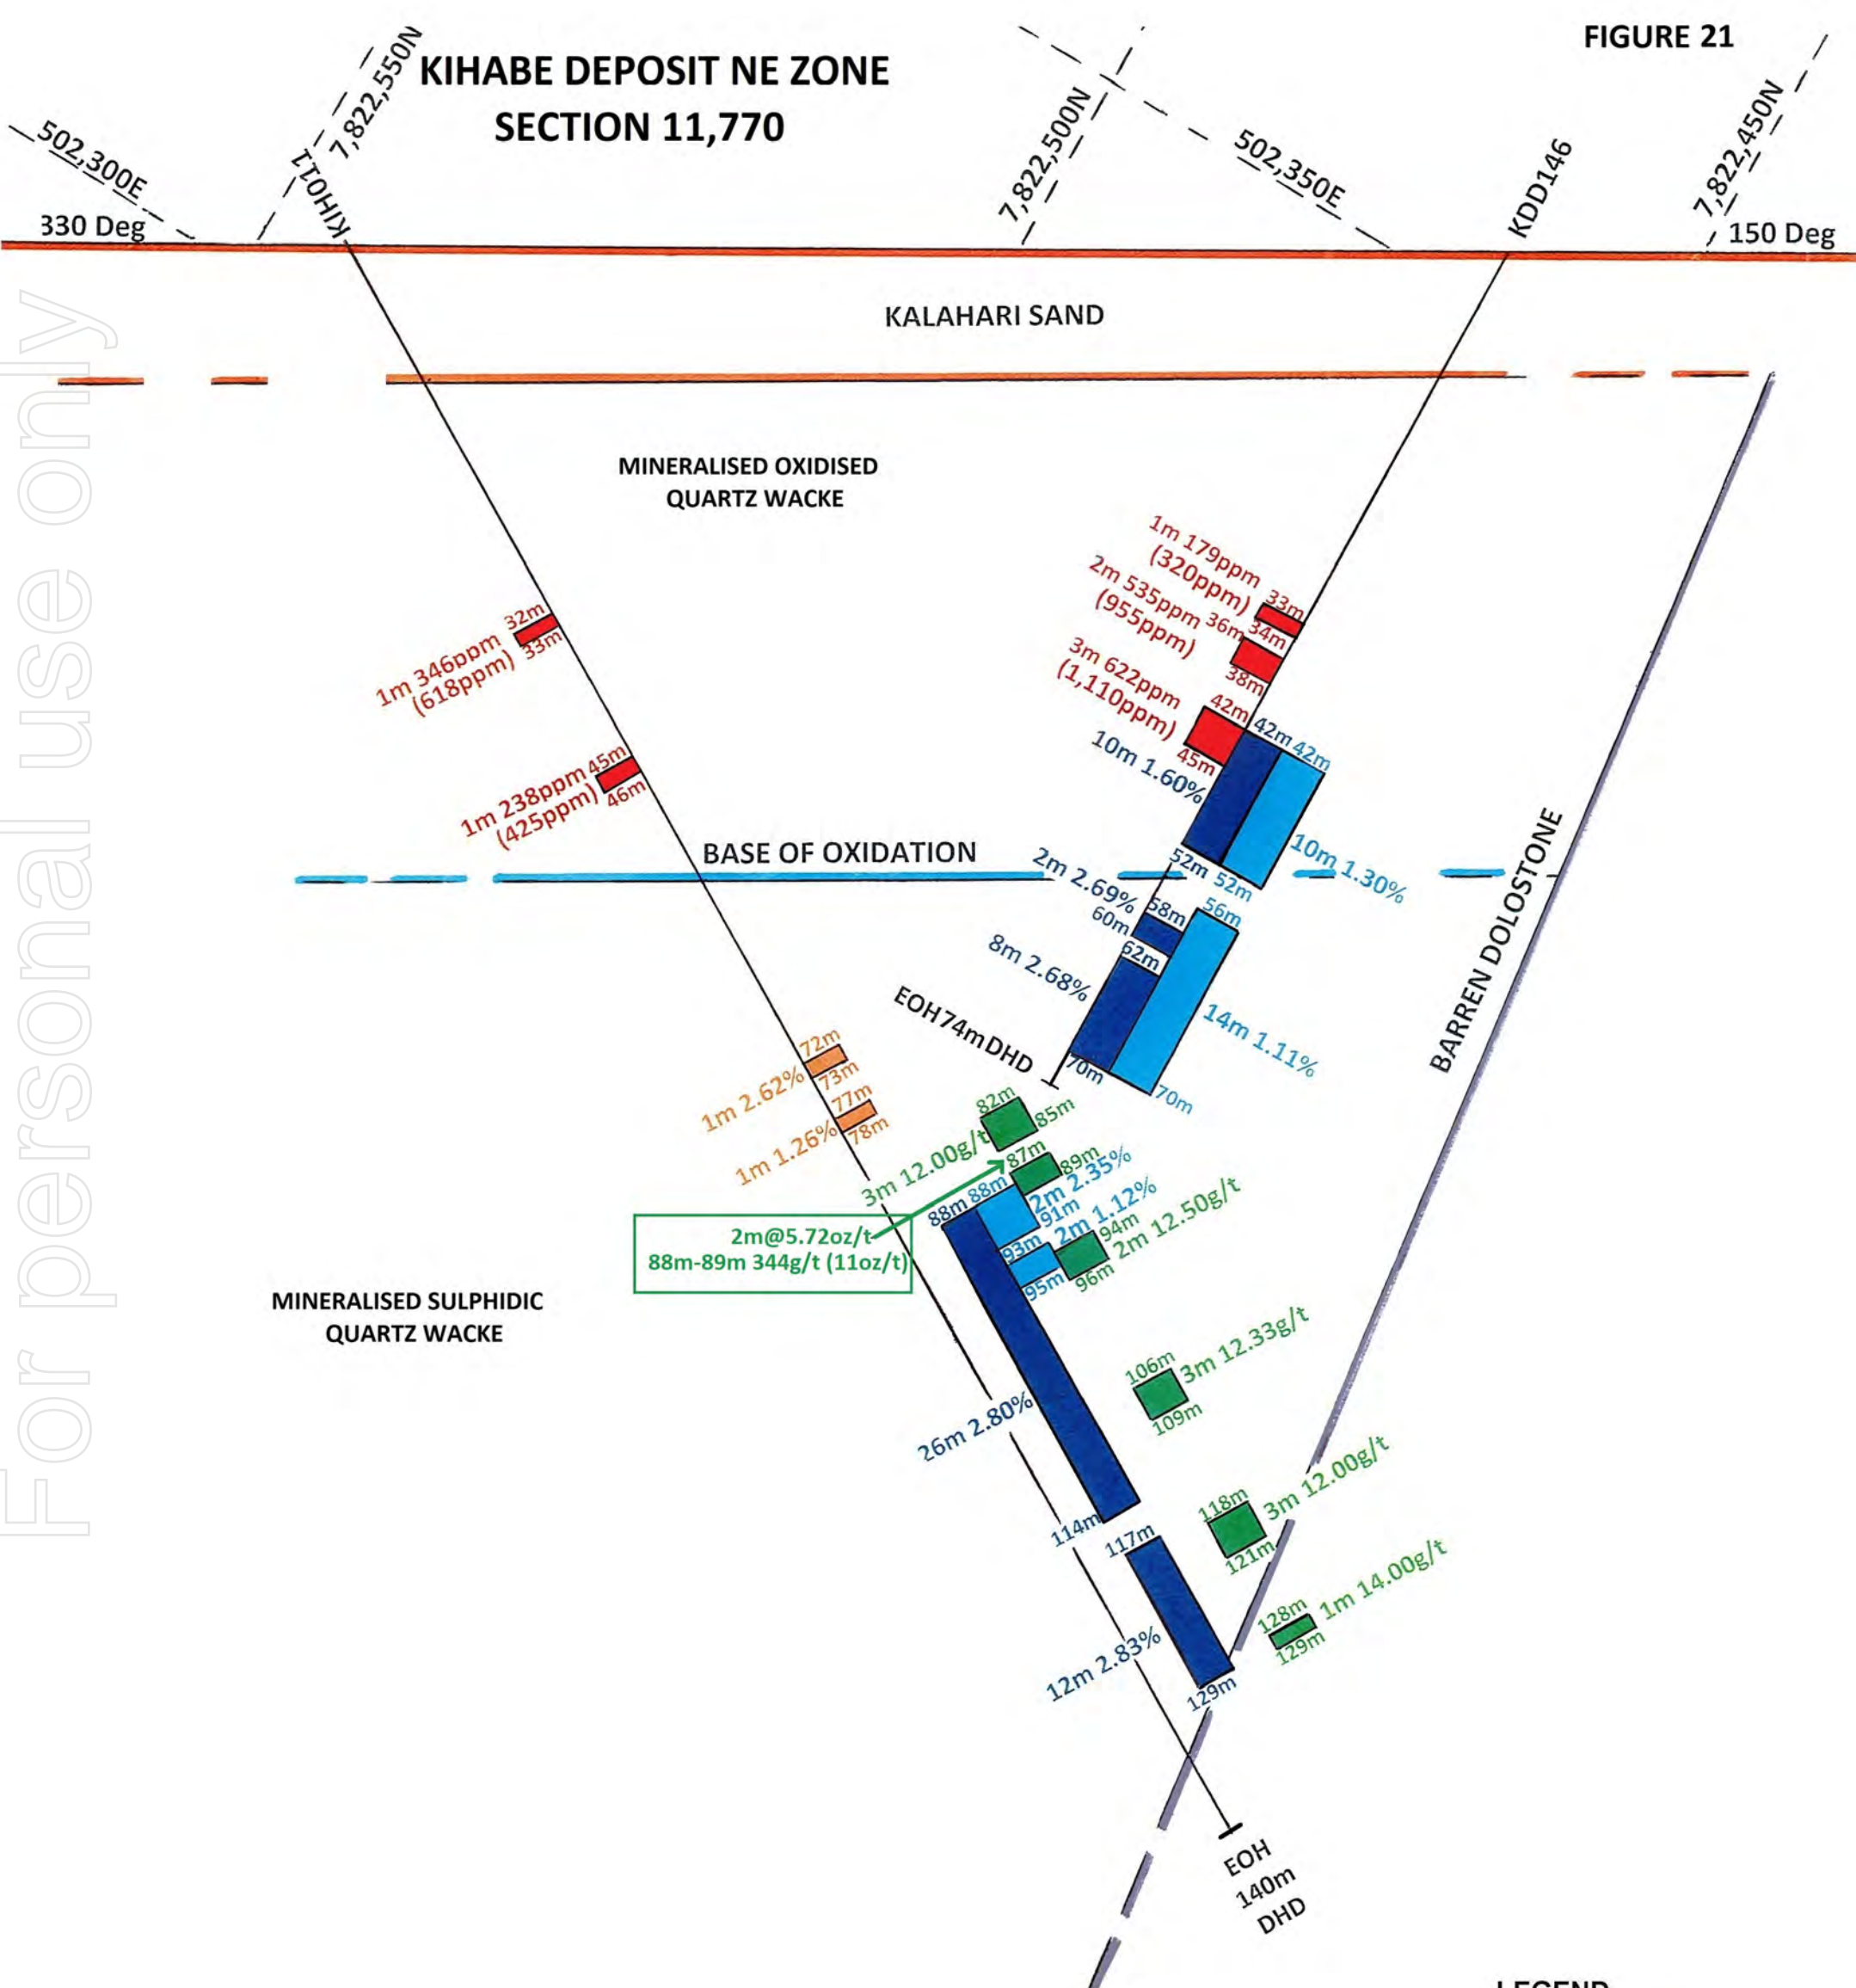 FIGURE 21
KIHABE DEPOSIT NE ZONE
SECTION 11,770
502,300E
7,822,550N
KIH011
7,822,500N
502,350E
KDD146
7,822,450N
330 Deg
150 Deg
KALAHARI SAND
MINERALISED OXIDISED
QUARTZ WACKE
1m 179ppm
(320ppm)
33m
34m
2m 535ppm
(955ppm)
36m
38m
3m 622ppm
(1,110ppm)
42m
45m
32m
33m
1m 346ppm
(618ppm)
45m
46m
1m 238ppm
(425ppm)
42m
42m
10m 1.60%
10m 1.30%
52m
52m
BASE OF OXIDATION
2m 2.69%
58m
60m
56m
62m
8m 2.68%
14m 1.11%
70m
70m
EOH74mDHD
BARREN DOLOSTONE
72m
73m
1m 2.62%
77m
78m
1m 1.26%
82m
85m
3m 12.00g/t
87m
89m
88m
88m
2m 2.35%
91m
2m 1.12%
93m
95m
94m
96m
2m 12.50g/t
2m@5.72oz/t
88m-89m 344g/t (11oz/t)
MINERALISED SULPHIDIC
QUARTZ WACKE
106m
109m
3m 12.33g/t
26m 2.80%
114m
117m
118m
121m
3m 12.00g/t
128m
129m
1m 14.00g/t
12m 2.83%
129m
EOH
140m
DHD
LEGEND
For personal use only